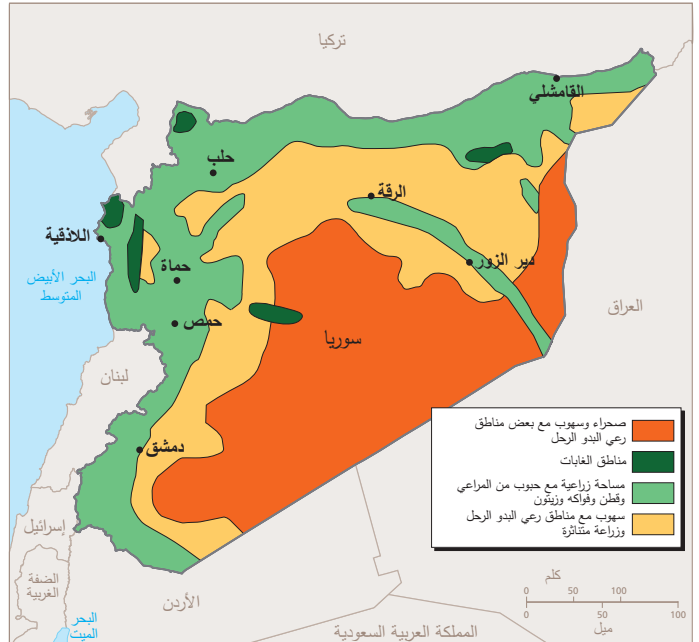 تركيا
القامشلي
حلب
الرقة
اللاذقية
دير الزور
حماة
البحر الأبيض
المتوسط
العراق
حمص
سوريا
لبنان
دمشق
صحراء وسهوب مع بعض مناطق
رعي البدو الرحل
مناطق الغابات
مساحة زراعية مع حبوب من المراعي
وقطن وفواكه وزيتون
سهوب مع مناطق رعي البدو الرحل
وزراعة متناثرة
إسرائيل
الضفة
الغربية
الأردن
البحر
الميت
المملكة العربية السعودية
كلم
0 50 100
0 50 100
ميل